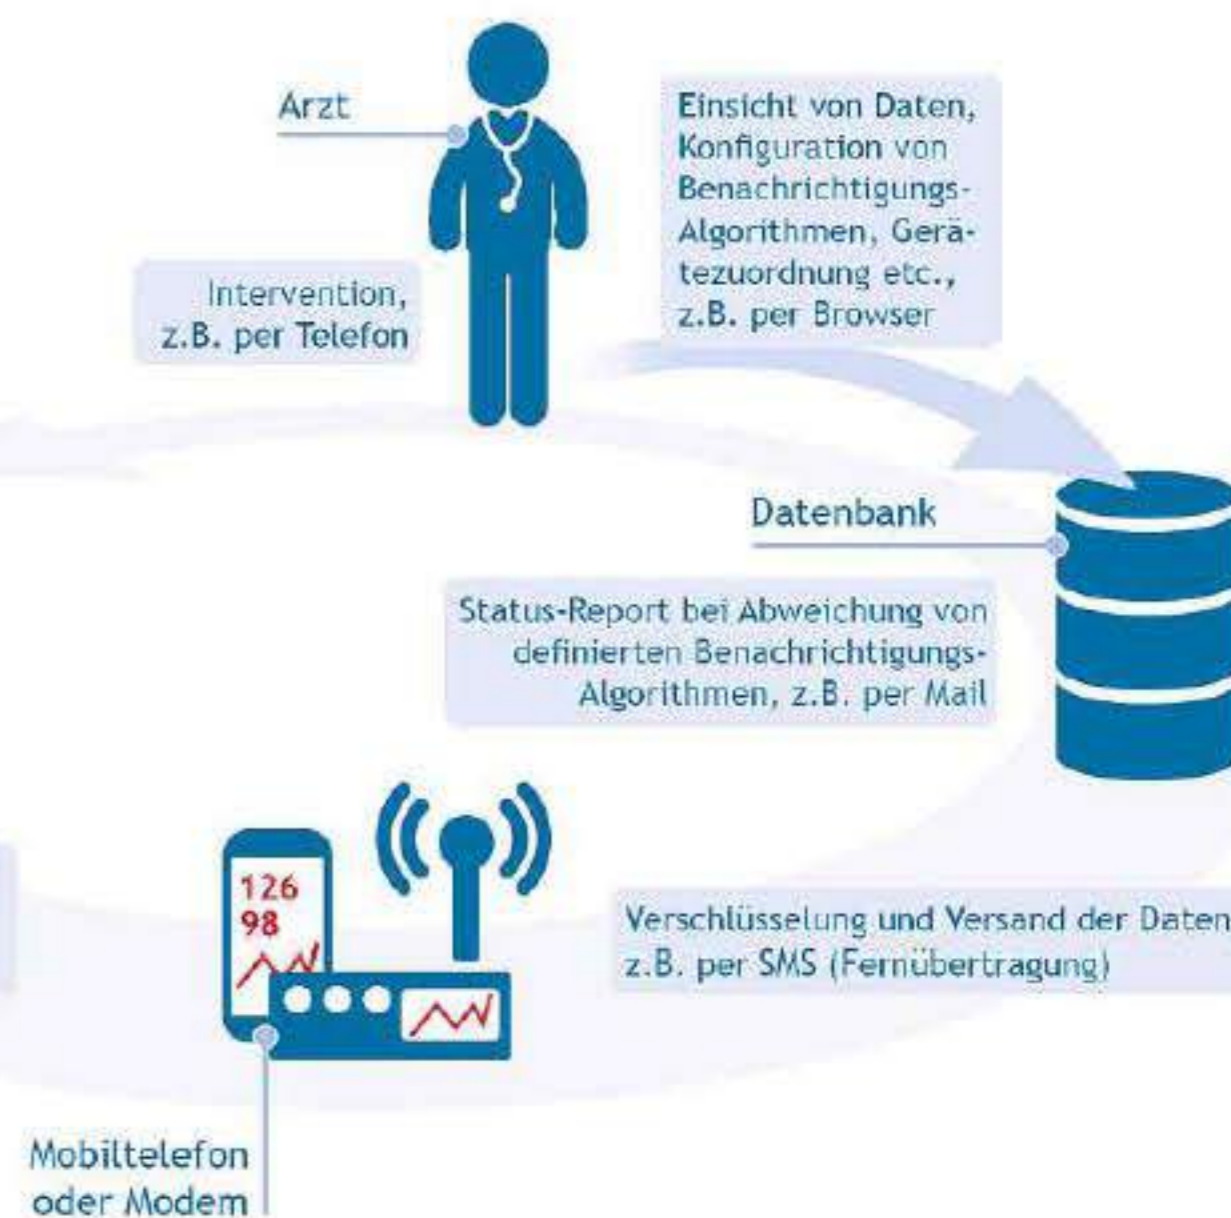 Arzt
Einsicht von Daten,
Konfiguration von
Benachrichtigungs-
Algorithmen, Gerä-
tezuordnung etc.,
z.B. per Browser
Intervention,
z.B. per Telefon
Datenbank
Status-Report bei Abweichung von
definierten Benachrichtigungs-
Algorithmen, z.B. per Mail
126
98
Verschlüsselung und Versand der Daten
z.B. per SMS (Fernübertragung)
Mobiltelefon
oder Modem